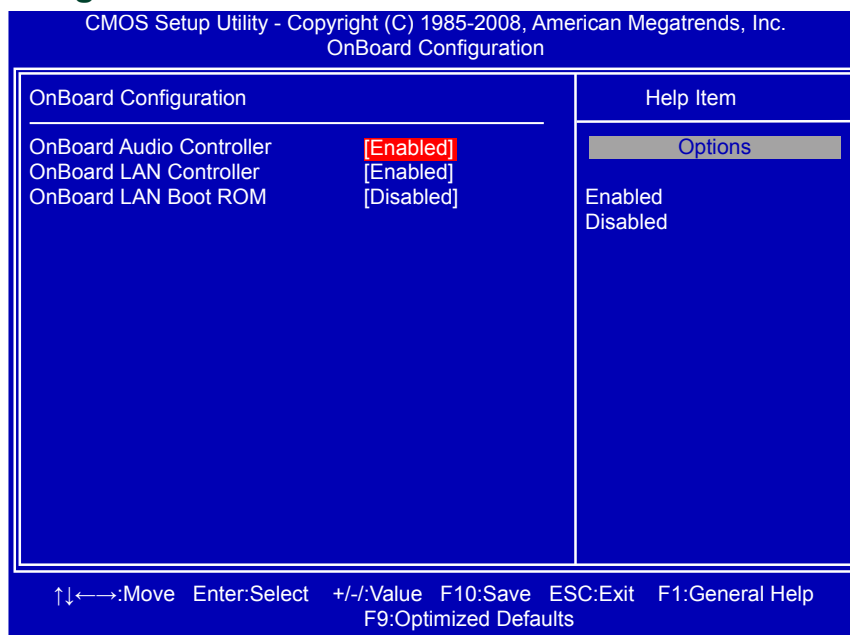 CMOS Setup Utility - Copyright (C) 1985-2008, American Megatrends, Inc.
OnBoard Configuration
OnBoard Configuration
Help Item
OnBoard Audio Controller [Enabled]
OnBoard LAN Controller [Enabled]
OnBoard LAN Boot ROM [Disabled]
Options
Enabled
Disabled
↑↓←→:Move Enter:Select +/-/:Value F10:Save ESC:Exit F1:General Help
F9:Optimized Defaults